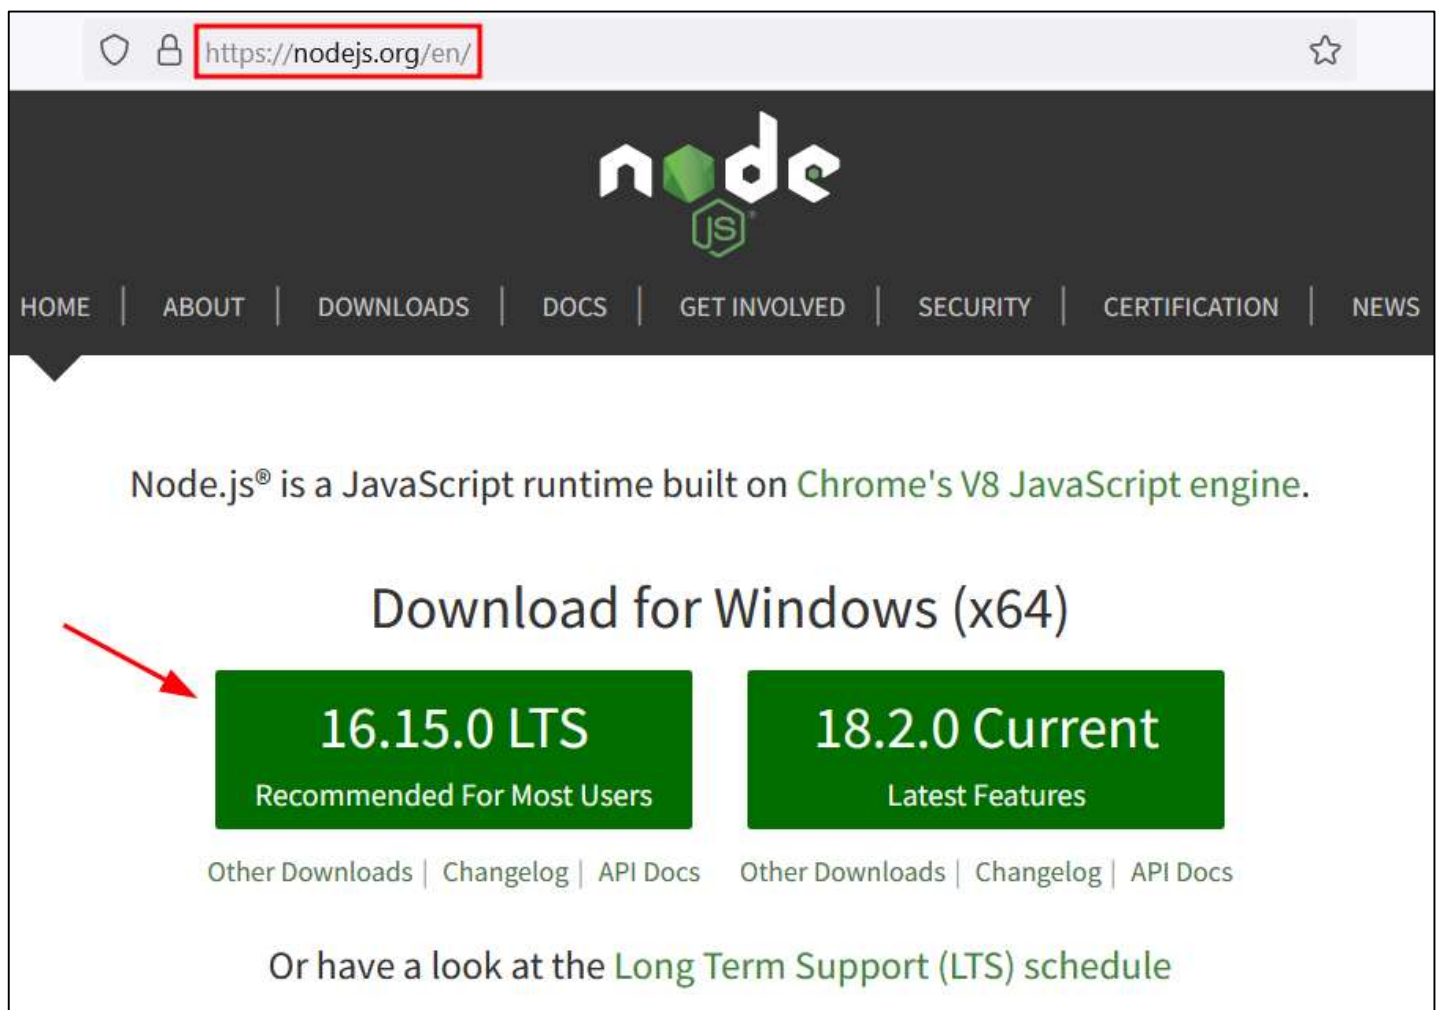 https://nodejs.org/en/
node
JS
HOME | ABOUT | DOWNLOADS | DOCS | GET INVOLVED | SECURITY | CERTIFICATION | NEWS
Node.js® is a JavaScript runtime built on Chrome's V8 JavaScript engine.
Download for Windows (x64)
16.15.0 LTS
Recommended For Most Users
18.2.0 Current
Latest Features
Other Downloads | Changelog | API Docs
Other Downloads | Changelog | API Docs
Or have a look at the Long Term Support (LTS) schedule